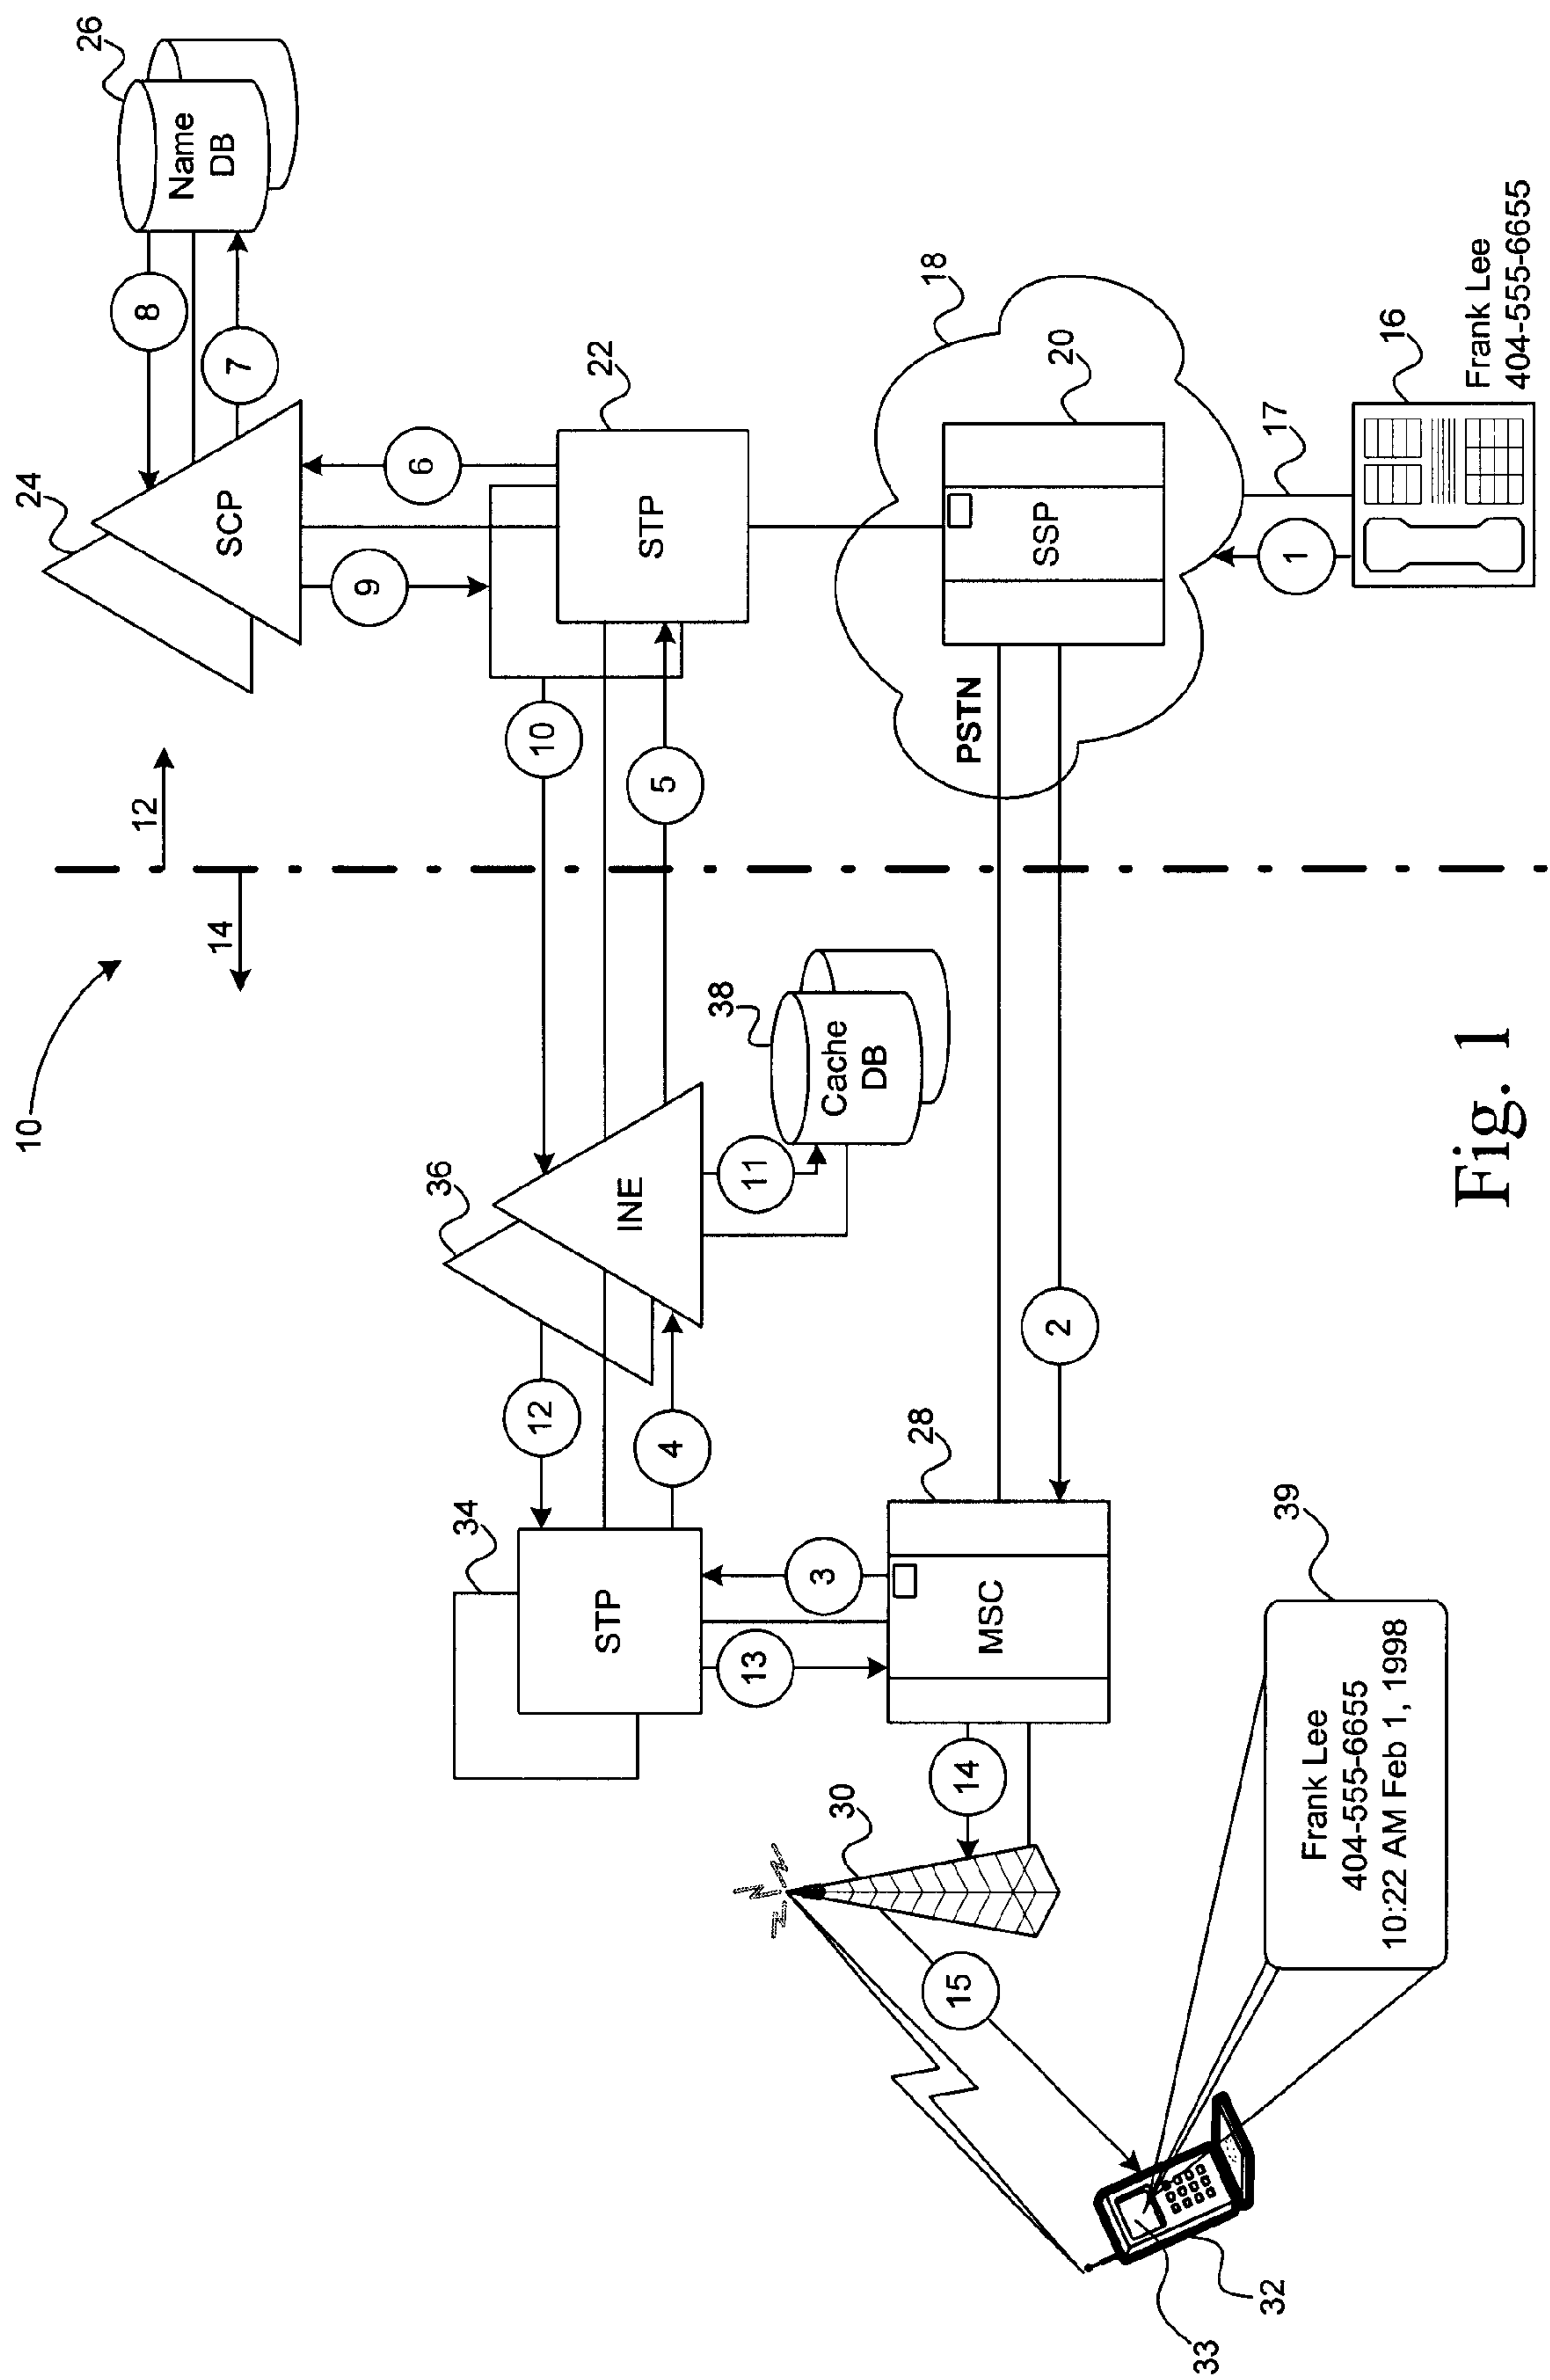 10
14
12
26
Name
DB
8
7
24
SCP
6
9
22
STP
10
5
18
20
SSP
PSTN
17
1
16
Frank Lee
404-555-6655
36
INE
38
Cache
DB
11
12
4
2
34
STP
28
MSC
3
13
14
30
15
39
Frank Lee
404-555-6655
10:22 AM Feb 1, 1998
32
33
Fig. 1